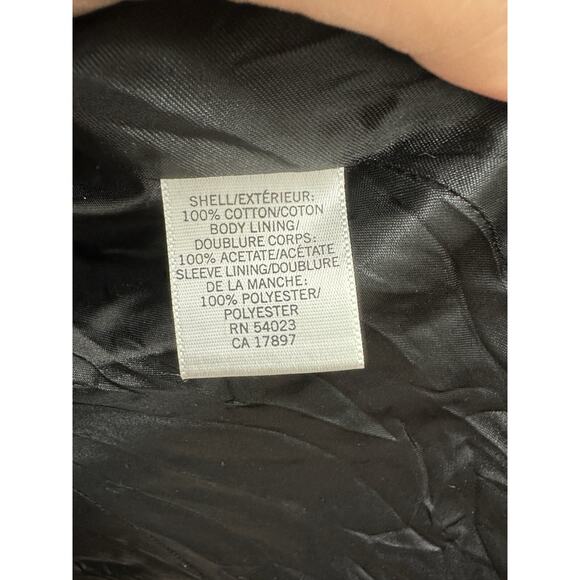 SHELL/EXTÉRIEUR:
100% COTTON/COTON
BODY LINING/
DOUBLURE CORPS:
100% ACETATE/ACÉTATE
SLEEVE LINING/DOUBLURE
DE LA MANCHE:
100% POLYESTER/
POLYESTER
RN 54023
CA 17897